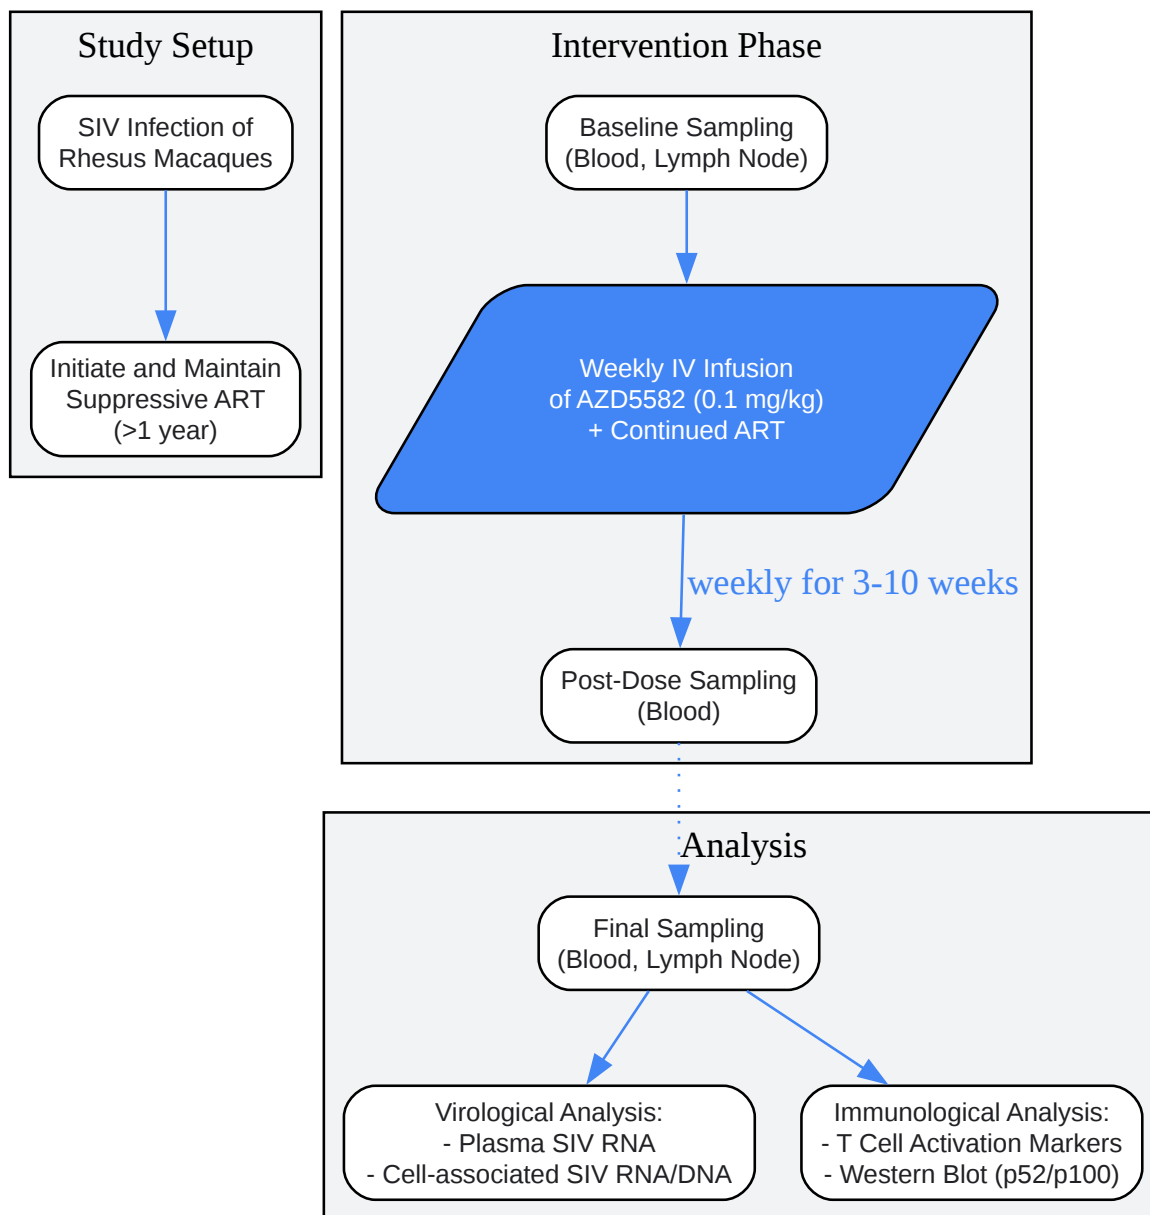 Study Setup
SIV Infection of
Rhesus Macaques
Initiate and Maintain
Suppressive ART
(>1 year)
Intervention Phase
Baseline Sampling
(Blood, Lymph Node)
Weekly IV Infusion
of AZD5582 (0.1 mg/kg)
+ Continued ART
weekly for 3-10 weeks
Post-Dose Sampling
(Blood)
Analysis
Final Sampling
(Blood, Lymph Node)
Virological Analysis:
- Plasma SIV RNA
- Cell-associated SIV RNA/DNA
Immunological Analysis:
- T Cell Activation Markers
- Western Blot (p52/p100)